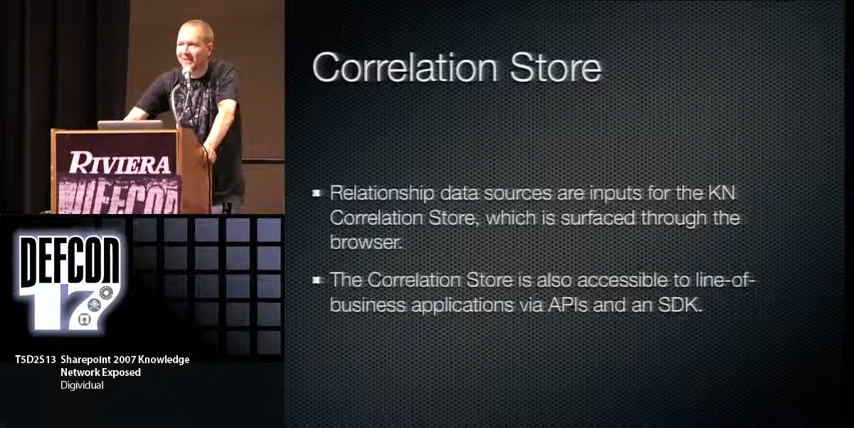 Correlation Store
Relationship data sources are inputs for the KN
Correlation Store, which is surfaced through the
browser.
The Correlation Store is also accessible to line-of-
business applications via APIs and an SDK.
RIVIERA
DEFCON
DEFCON
17
T5D2S13 Sharepoint 2007 Knowledge
Network Exposed
Digividual